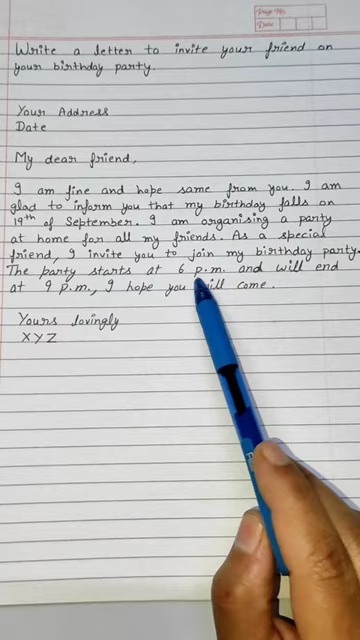 Page No.
Date
Write a letter to invite your friend on
your birthday party.
Your Address
Date
My dear friend,
I am fine and hope same from you. I am
glad to inform you that my birthday falls on
19th of September. I am organising a party
at home for all my friends. As a special
friend, I invite you to join my birthday party.
The party starts at 6 p.m. and will end
at 9 p.m., I hope you will come.
Yours lovingly
XYZ